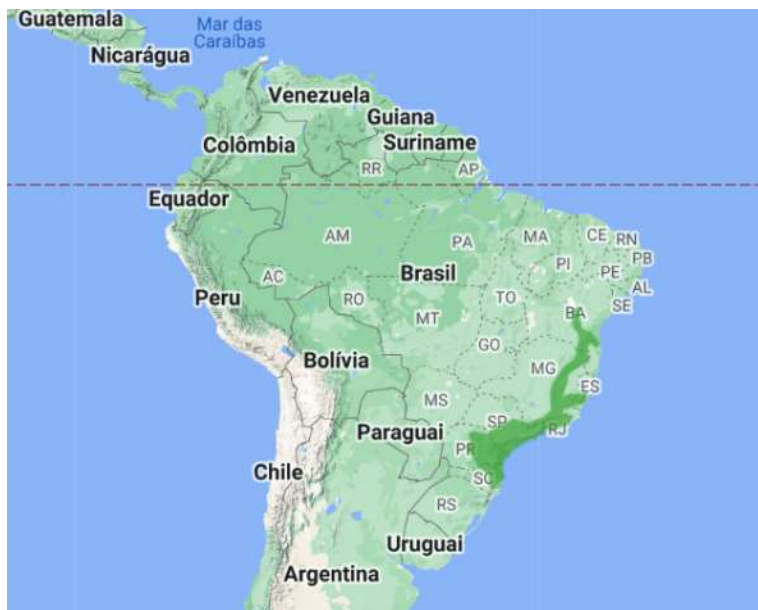 Guatemala
Mar das
Caraíbas
Nicarágua
Venezuela
Guiana
Suriname
Colômbia
RR
AP
Equador
AM
PA
MA
CE
RN
PB
PI
PE
AL
Brasil
AC
TO
SE
Peru
RO
MT
BA
GO
Bolívia
MG
ES
MS
SP
Paraguai
RJ
PR
Chile
SC
RS
Uruguai
Argentina